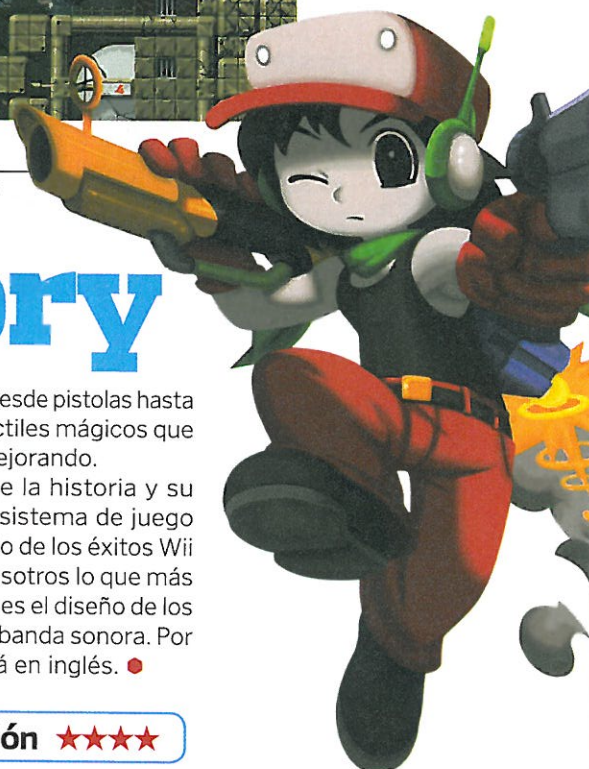 ory
esde pistolas hasta
ctiles mágicos que
ejorando.
e la historia y su
sistema de juego
o de los éxitos Wii
sotros lo que más
es el diseño de los
banda sonora. Por
á en inglés.
ón ★★★★